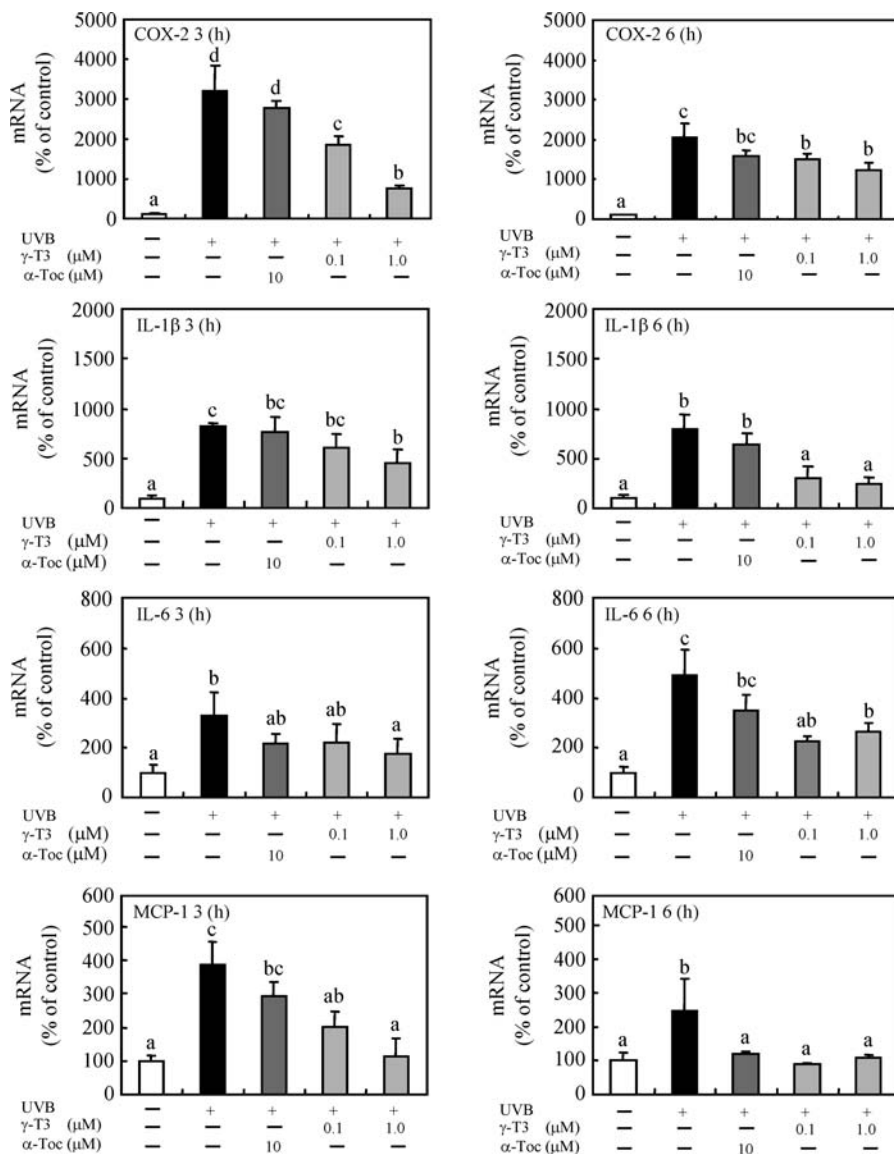 COX-2 3 (h)
mRNA
(% of control)
5000
4000
3000
2000
1000
0
a
d
d
c
b
UVB — + + + +
γ-T3 (μM) — — — 0.1 1.0
α-Toc (μM) — — 10 — —
COX-2 6 (h)
mRNA
(% of control)
5000
4000
3000
2000
1000
0
a
c
bc
b
b
UVB — + + + +
γ-T3 (μM) — — — 0.1 1.0
α-Toc (μM) — — 10 — —
IL-1β 3 (h)
mRNA
(% of control)
2000
1500
1000
500
0
a
c
bc
bc
b
UVB — + + + +
γ-T3 (μM) — — — 0.1 1.0
α-Toc (μM) — — 10 — —
IL-1β 6 (h)
mRNA
(% of control)
2000
1500
1000
500
0
a
b
b
a
a
UVB — + + + +
γ-T3 (μM) — — — 0.1 1.0
α-Toc (μM) — — 10 — —
IL-6 3 (h)
mRNA
(% of control)
800
600
400
200
0
a
b
ab
ab
a
UVB — + + + +
γ-T3 (μM) — — — 0.1 1.0
α-Toc (μM) — — 10 — —
IL-6 6 (h)
mRNA
(% of control)
800
600
400
200
0
a
c
bc
ab
b
UVB — + + + +
γ-T3 (μM) — — — 0.1 1.0
α-Toc (μM) — — 10 — —
MCP-1 3 (h)
mRNA
(% of control)
600
500
400
300
200
100
0
a
c
bc
ab
a
UVB — + + + +
γ-T3 (μM) — — — 0.1 1.0
α-Toc (μM) — — 10 — —
MCP-1 6 (h)
mRNA
(% of control)
600
500
400
300
200
100
0
a
b
a
a
a
UVB — + + + +
γ-T3 (μM) — — — 0.1 1.0
α-Toc (μM) — — 10 — —